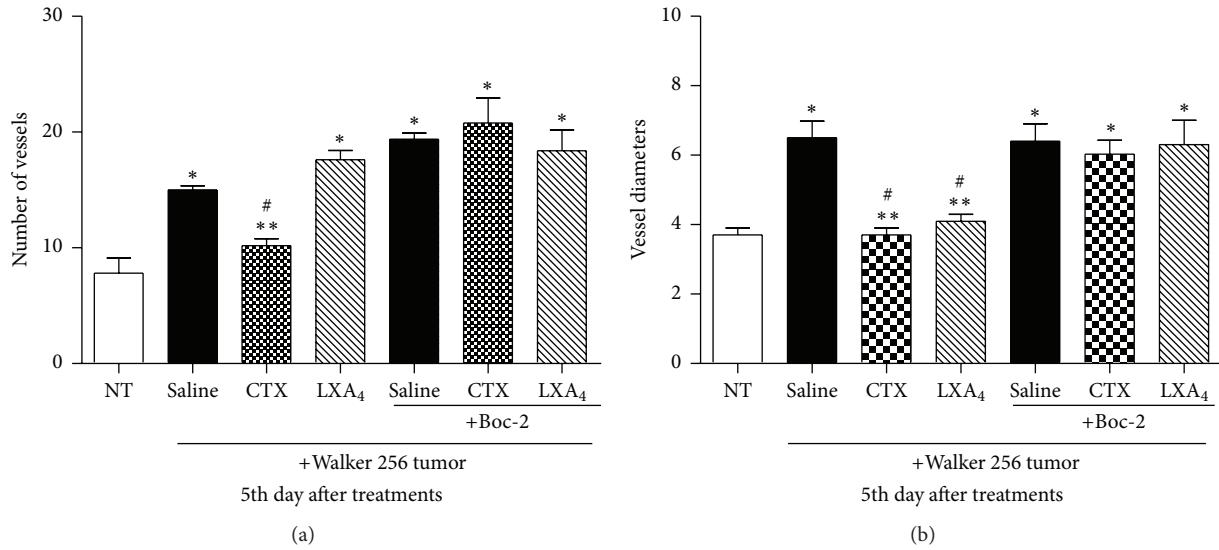 30
20
10
0
Number of vessels
*
#
**
*
*
*
*
NT Saline CTX LXA₄ Saline CTX LXA₄
+Boc-2
+Walker 256 tumor
5th day after treatments
(a)
10
8
6
4
2
0
Vessel diameters
*
#
**
#
**
*
*
*
NT Saline CTX LXA₄ Saline CTX LXA₄
+Boc-2
+Walker 256 tumor
5th day after treatments
(b)